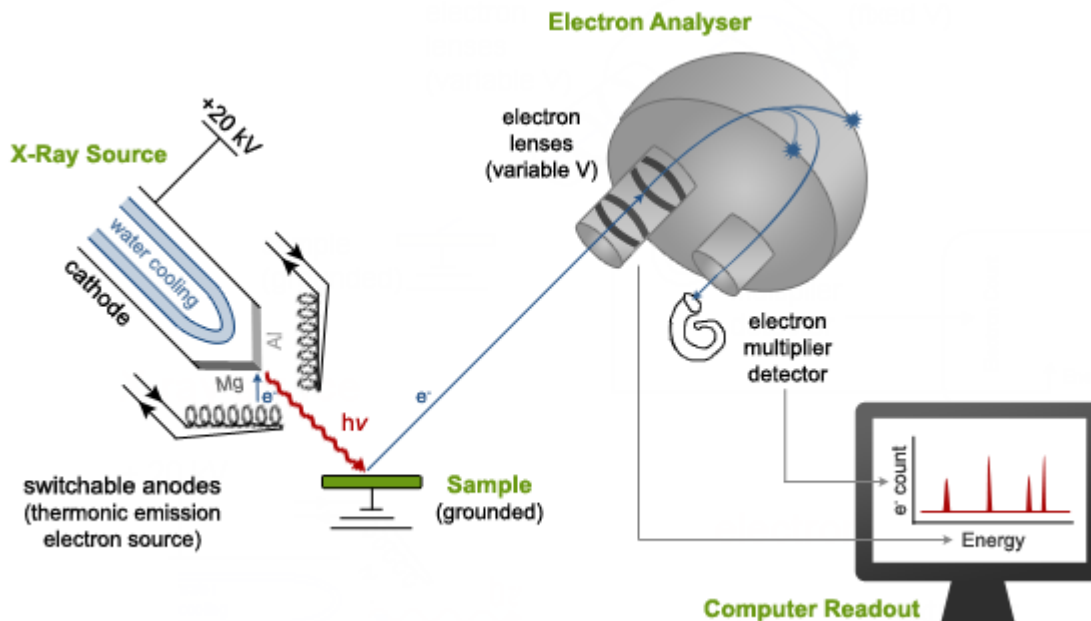 Electron Analyser
+20 kV
X-Ray Source
electron
lenses
(variable V)
water cooling
cathode
Al
Mg
e-
hν
e-
electron
multiplier
detector
switchable anodes
(thermonic emission
electron source)
Sample
(grounded)
e- count
Energy
Computer Readout